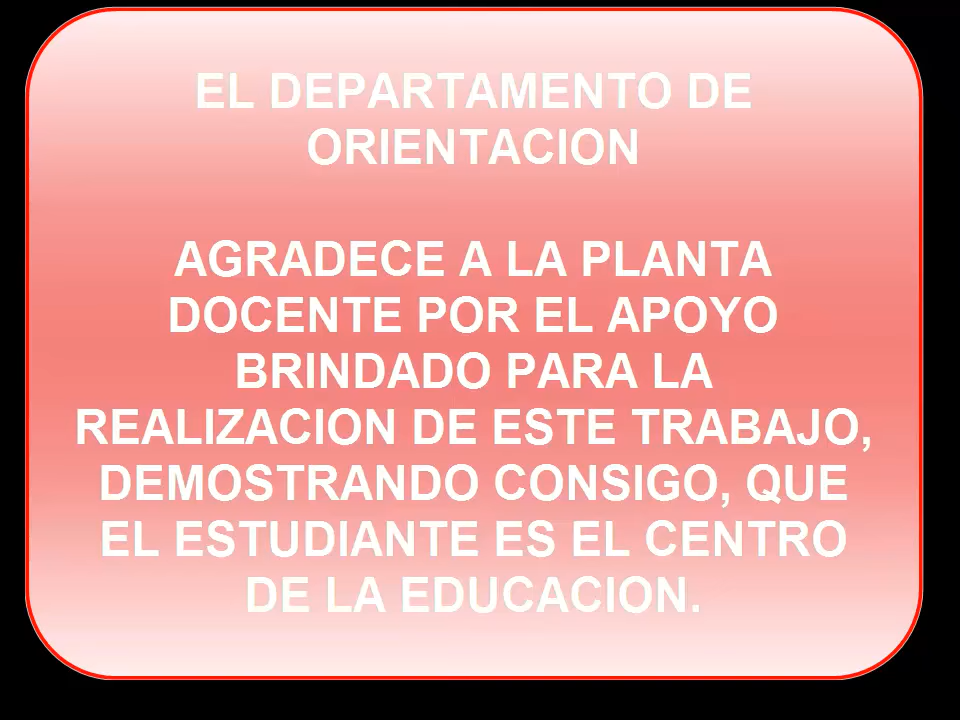 EL DEPARTAMENTO DE
ORIENTACION
AGRADECE A LA PLANTA
DOCENTE POR EL APOYO
BRINDADO PARA LA
REALIZACION DE ESTE TRABAJO,
DEMOSTRANDO CONSIGO, QUE
EL ESTUDIANTE ES EL CENTRO
DE LA EDUCACION.